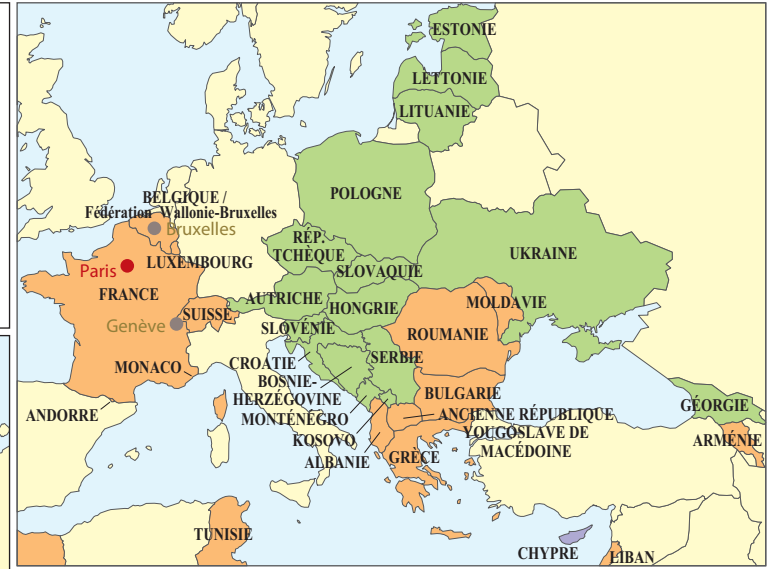 ESTONIE
LETTONIE
LITUANIE
POLOGNE
BELGIQUE /
Fédération Wallonie-Bruxelles
Bruxelles
RÉP.
TCHÈQUE
UKRAINE
Paris
LUXEMBOURG
SLOVAQUIE
FRANCE
AUTRICHE
HONGRIE
MOLDAVIE
SUISSE
Genève
SLOVÉNIE
ROUMANIE
SERBIE
MONACO
CROATIE
BOSNIE-
HERZÉGOVINE
BULGARIE
ANDORRE
MONTÉNÉGRO
ANCIENNE RÉPUBLIQUE
YOUGOSLAVE DE
MACÉDOINE
GÉORGIE
KOSOVO
ARMÉNIE
ALBANIE
GRÈCE
TUNISIE
CHYPRE
LIBAN